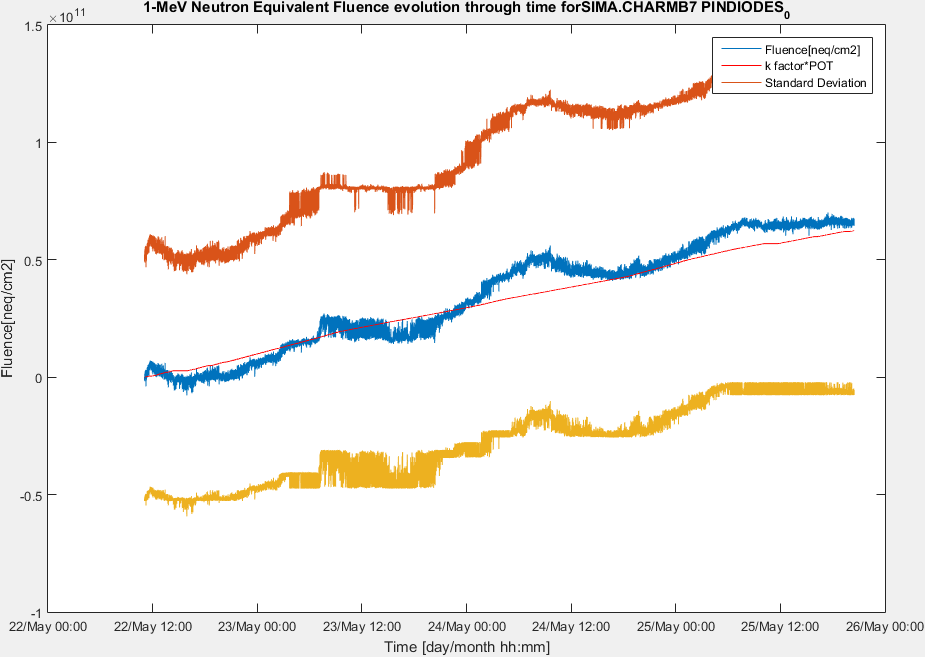 1-MeV Neutron Equivalent Fluence evolution through time forSIMA.CHARMB7 PINDIODES0
×10^11
1.5
1
0.5
0
-0.5
-1
Fluence[neq/cm2]
Fluence[neq/cm2]
k factor*POT
Standard Deviation
22/May 00:00 22/May 12:00 23/May 00:00 23/May 12:00 24/May 00:00 24/May 12:00 25/May 00:00 25/May 12:00 26/May 00:00
Time [day/month hh:mm]